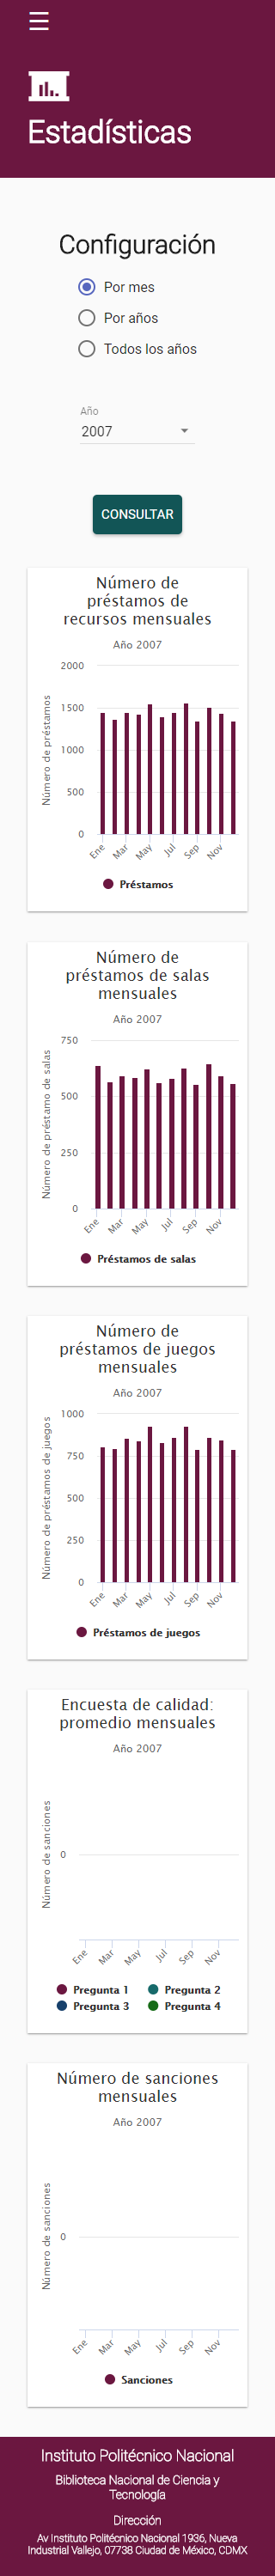 Estadísticas
Configuración
Por mes
Por años
Todos los años
Año
2007
CONSULTAR
Número de
préstamos de
recursos mensuales
Año 2007
Número de préstamos
2000
1500
1000
500
0
Ene
Mar
May
Jul
Sep
Nov
Préstamos
Número de
préstamos de salas
mensuales
Año 2007
Número de préstamo de salas
750
500
250
0
Ene
Mar
May
Jul
Sep
Nov
Préstamos de salas
Número de
préstamos de juegos
mensuales
Año 2007
Número de préstamos de juegos
1000
750
500
250
0
Ene
Mar
May
Jul
Sep
Nov
Préstamos de juegos
Encuesta de calidad:
promedio mensuales
Año 2007
Número de sanciones
0
Ene
Mar
May
Jul
Sep
Nov
Pregunta 1 Pregunta 2
Pregunta 3 Pregunta 4
Número de sanciones
mensuales
Año 2007
Número de sanciones
0
Ene
Mar
May
Jul
Sep
Nov
Sanciones
Instituto Politécnico Nacional
Biblioteca Nacional de Ciencia y
Tecnología
Dirección
Av Instituto Politécnico Nacional 1936, Nueva
Industrial Vallejo, 07738 Ciudad de México, CDMX